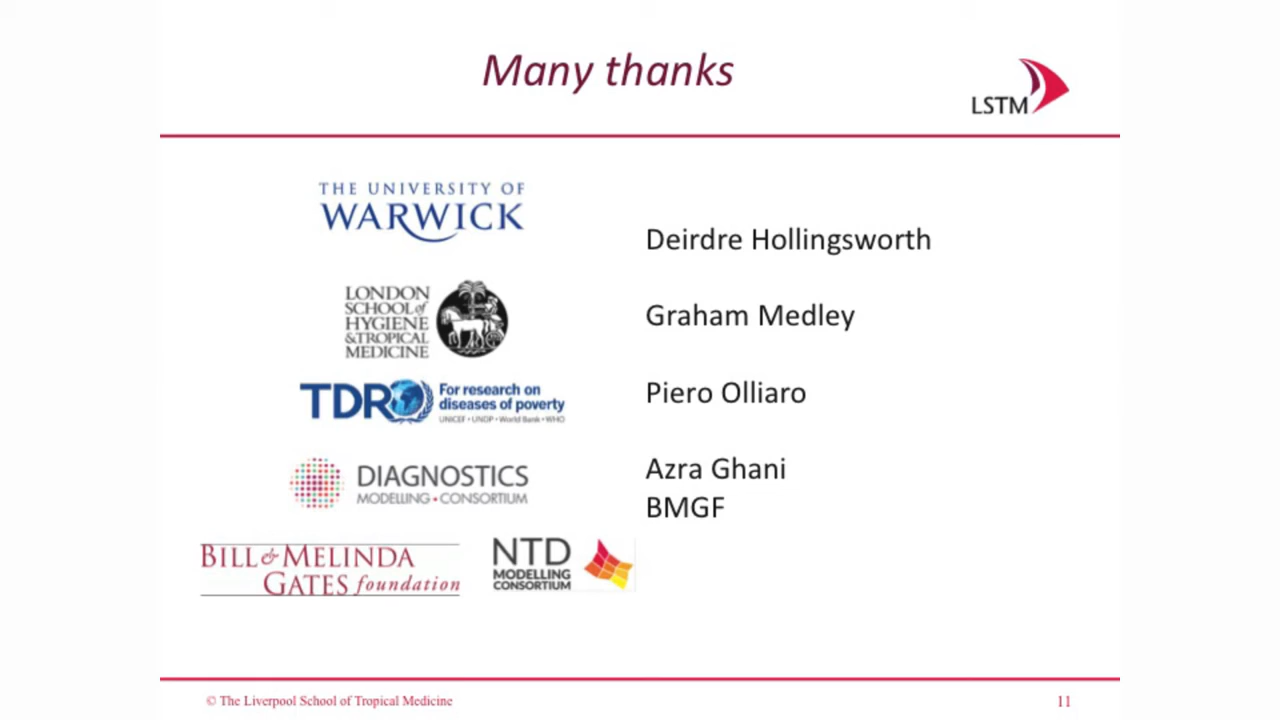 Many thanks
LSTM
THE UNIVERSITY OF
WARWICK
Deirdre Hollingsworth
LONDON
SCHOOL of
HYGIENE
& TROPICAL
MEDICINE
Graham Medley
TDR
For research on
diseases of poverty
UNICEF • UNDP • World Bank • WHO
Piero Olliaro
DIAGNOSTICS
MODELLING • CONSORTIUM
Azra Ghani
BMGF
BILL & MELINDA
GATES foundation
NTD
MODELLING
CONSORTIUM
© The Liverpool School of Tropical Medicine
11